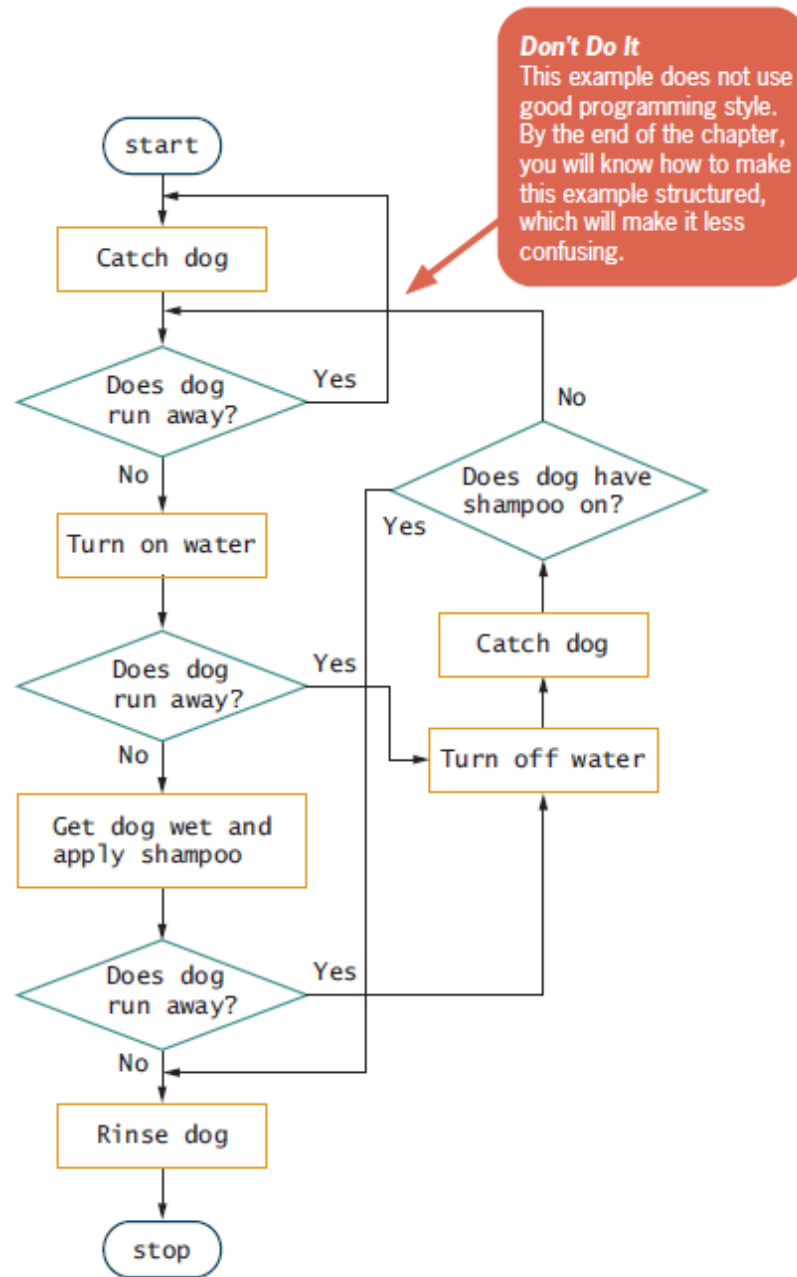 Don't Do It
This example does not use
good programming style.
By the end of the chapter,
you will know how to make
this example structured,
which will make it less
confusing.
start
Catch dog
Does dog
run away?
Yes
No
Turn on water
Does dog
run away?
Yes
No
Get dog wet and
apply shampoo
Does dog
run away?
Yes
No
Rinse dog
stop
No
Does dog have
shampoo on?
Yes
Catch dog
Turn off water